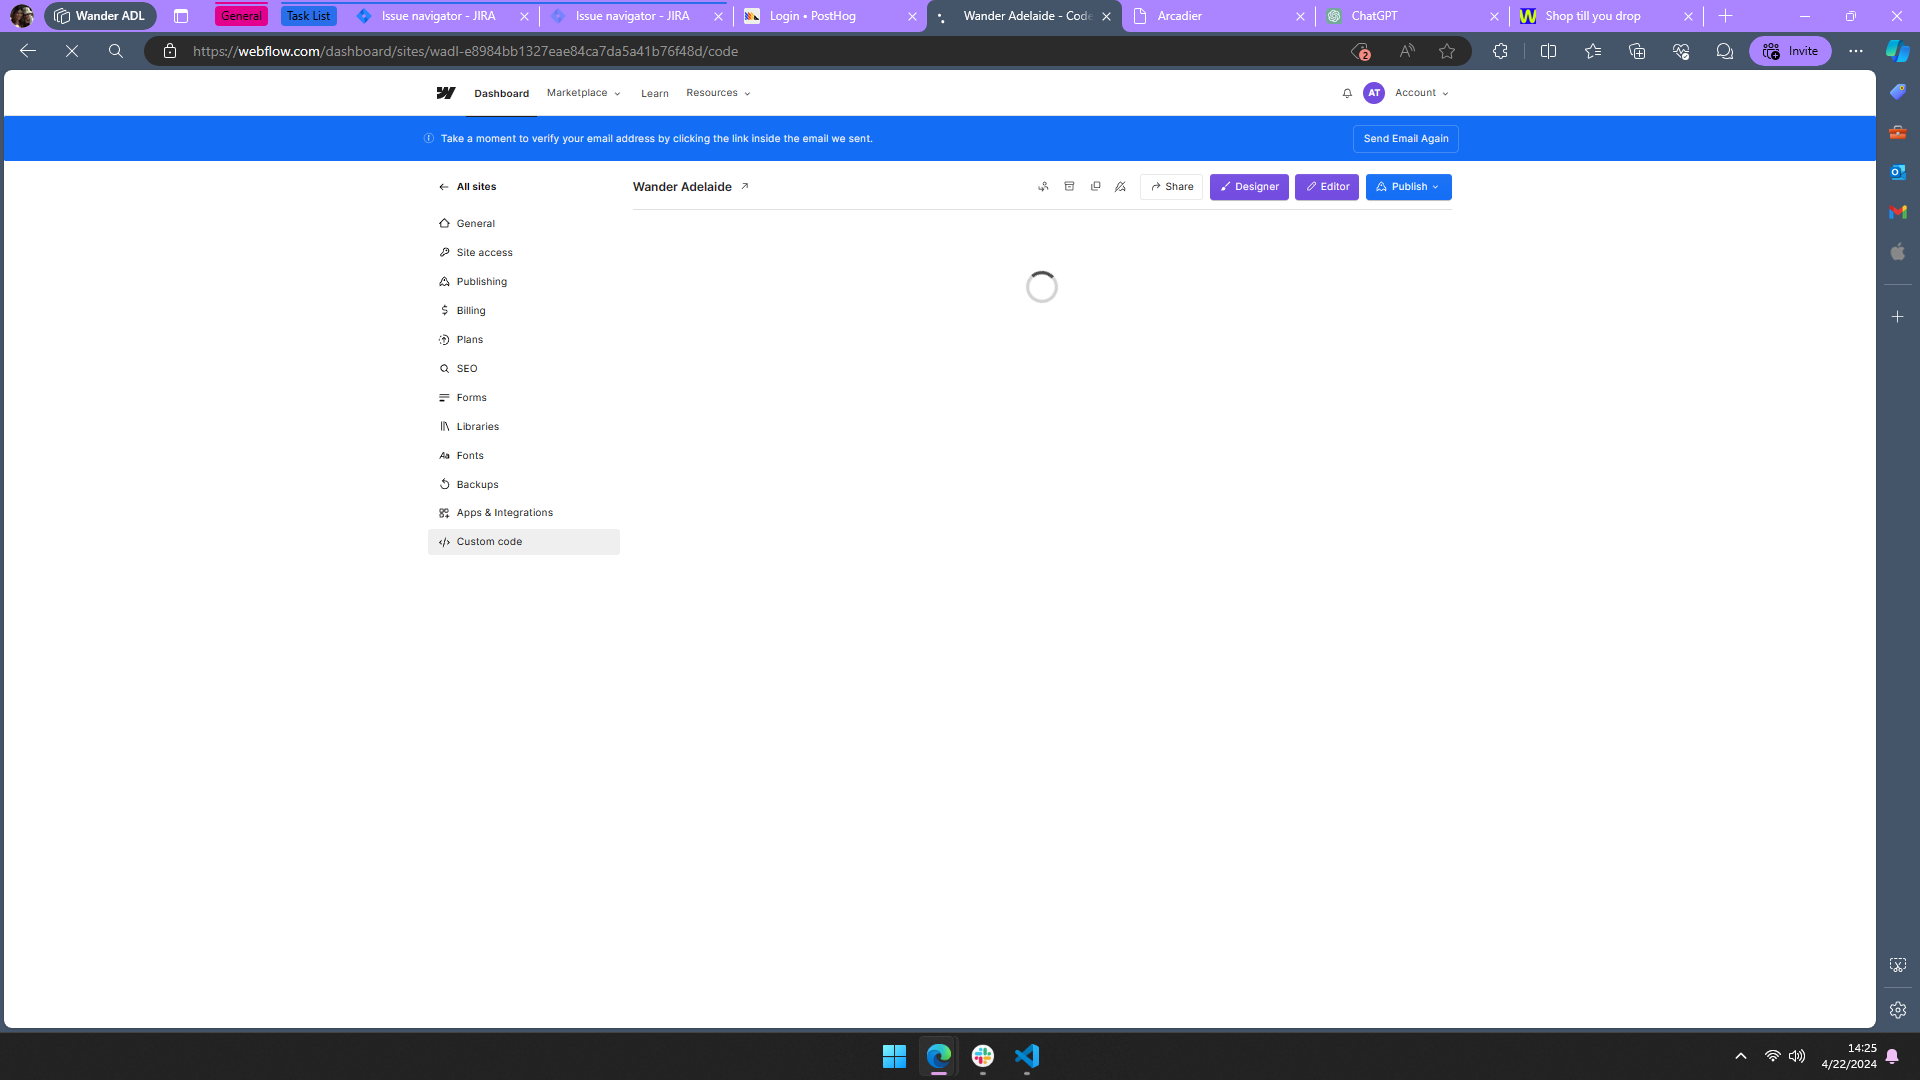 Wander ADL
General
Task List
Issue navigator - JIRA
Issue navigator - JIRA
Login • PostHog
Wander Adelaide - Code
Arcadier
ChatGPT
Shop till you drop
https://webflow.com/dashboard/sites/wadl-e8984bb1327eae84ca7da5a41b76f48d/code
2
Invite
Dashboard
Marketplace
Learn
Resources
AT
Account
Take a moment to verify your email address by clicking the link inside the email we sent.
Send Email Again
All sites
Wander Adelaide
Share
Designer
Editor
Publish
General
Site access
Publishing
Billing
Plans
SEO
Forms
Libraries
Fonts
Backups
Apps & Integrations
Custom code
14:25
4/22/2024